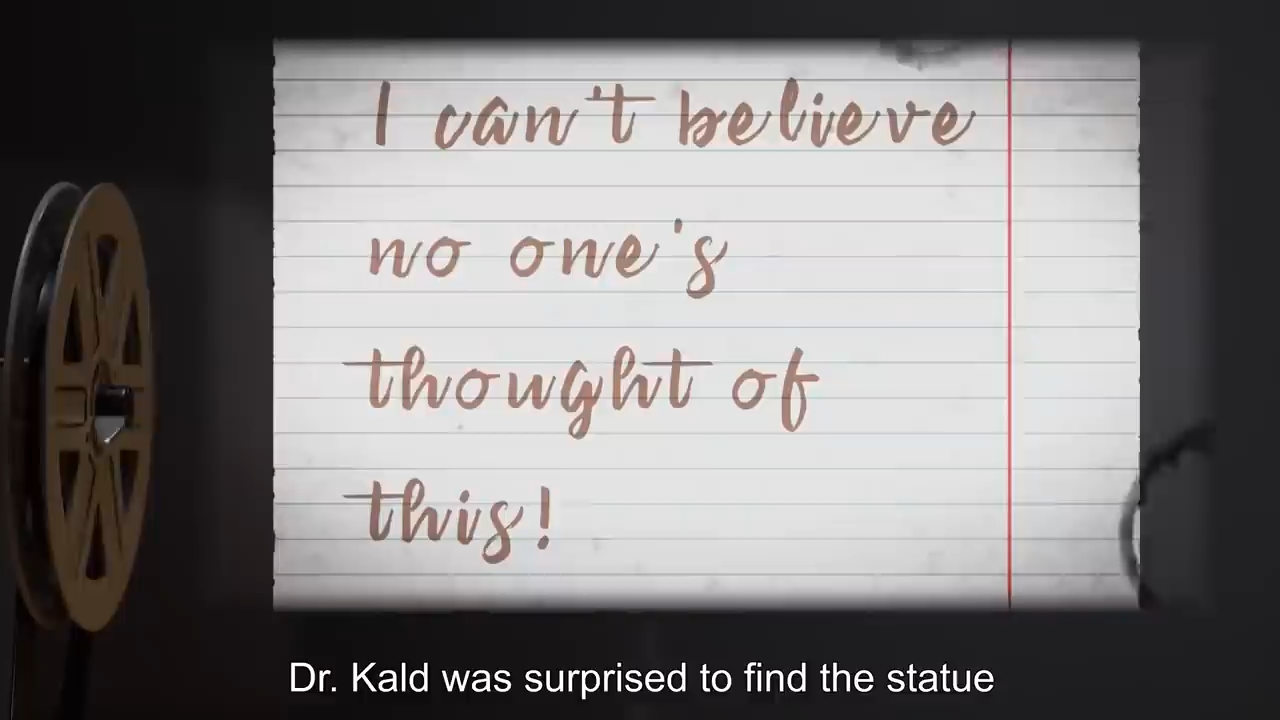 I can't believe
no one's
thought of
this!
Dr. Kald was surprised to find the statue